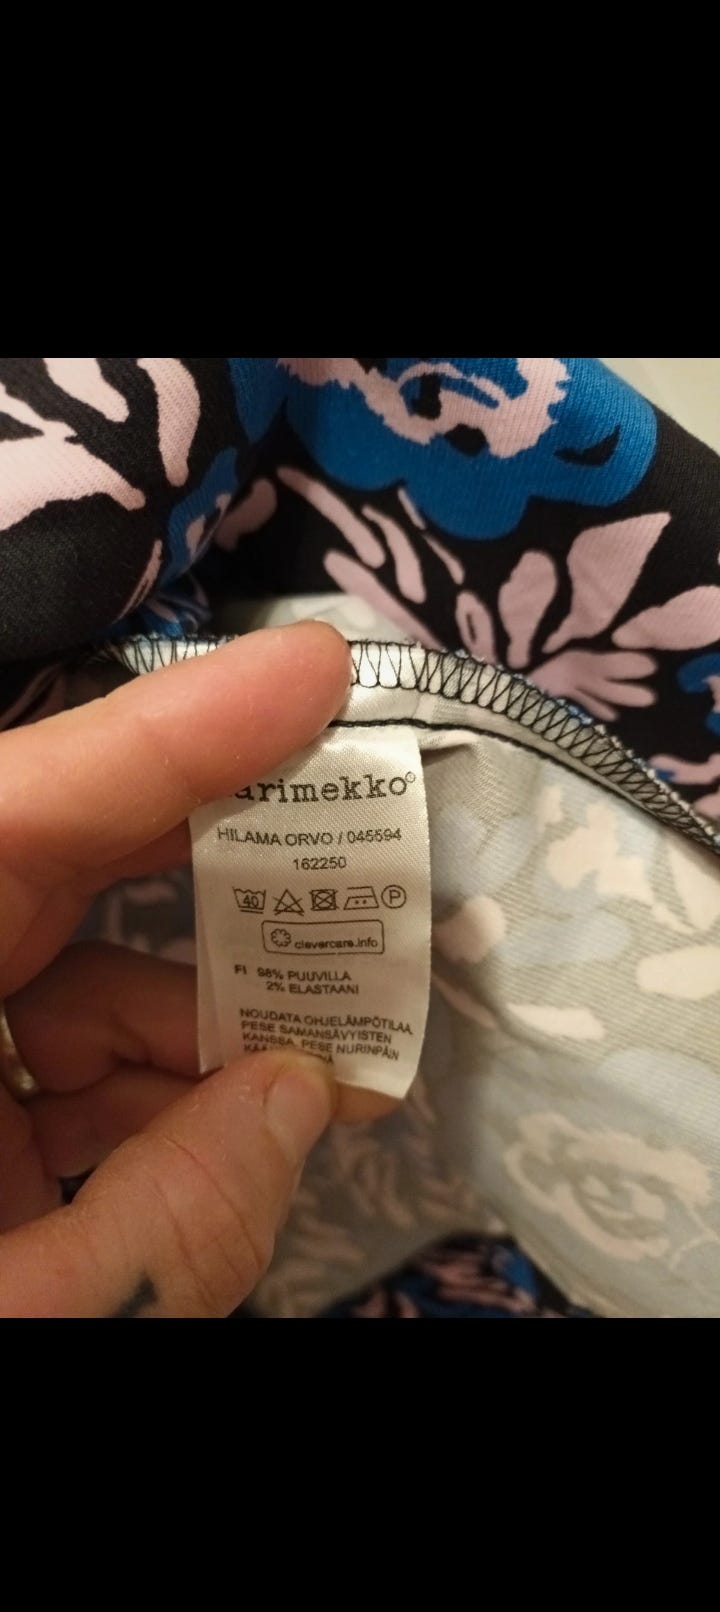 arimekko®
HILAMA ORVO / 045594
162250
40 P
clevercare.info
FI 98% PUUVILLA
2% ELASTAANI
NOUDATA OHJELÄMPÖTILAA,
PESE SAMANSÄVYISTEN
KANSSA, PESE NURINPÄIN